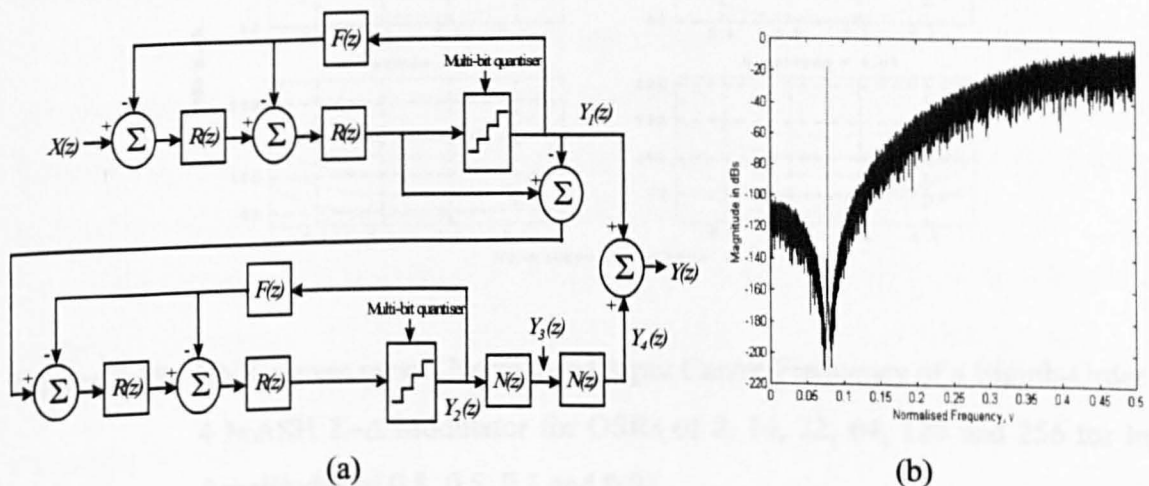 F(z)
Multi-bit quantiser
Y₁(z)
X(z)
Σ
R(z)
Σ
R(z)
Σ
Σ
Y(z)
F(z)
Multi-bit quantiser
Y₃(z)
Y₄(z)
Σ
R(z)
Σ
R(z)
Y₂(z)
N(z)
N(z)
(a)
0
-20
-40
-60
-80
-100
-120
-140
-160
-180
-200
-220
Magnitude in dBs
0 0.05 0.1 0.15 0.2 0.25 0.3 0.35 0.4 0.45 0.5
Normalised Frequency, ν
(b)